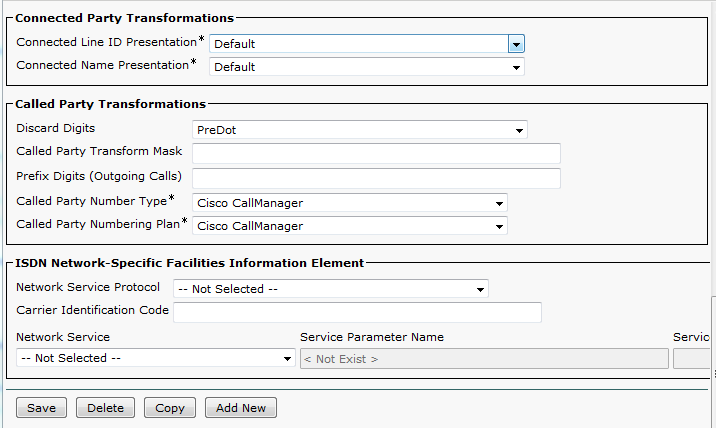 Connected Party Transformations
Connected Line ID Presentation* Default
Connected Name Presentation* Default
Called Party Transformations
Discard Digits PreDot
Called Party Transform Mask
Prefix Digits (Outgoing Calls)
Called Party Number Type* Cisco CallManager
Called Party Numbering Plan* Cisco CallManager
ISDN Network-Specific Facilities Information Element
Network Service Protocol -- Not Selected --
Carrier Identification Code
Network Service Service Parameter Name Servic
-- Not Selected -- < Not Exist >
Save Delete Copy Add New